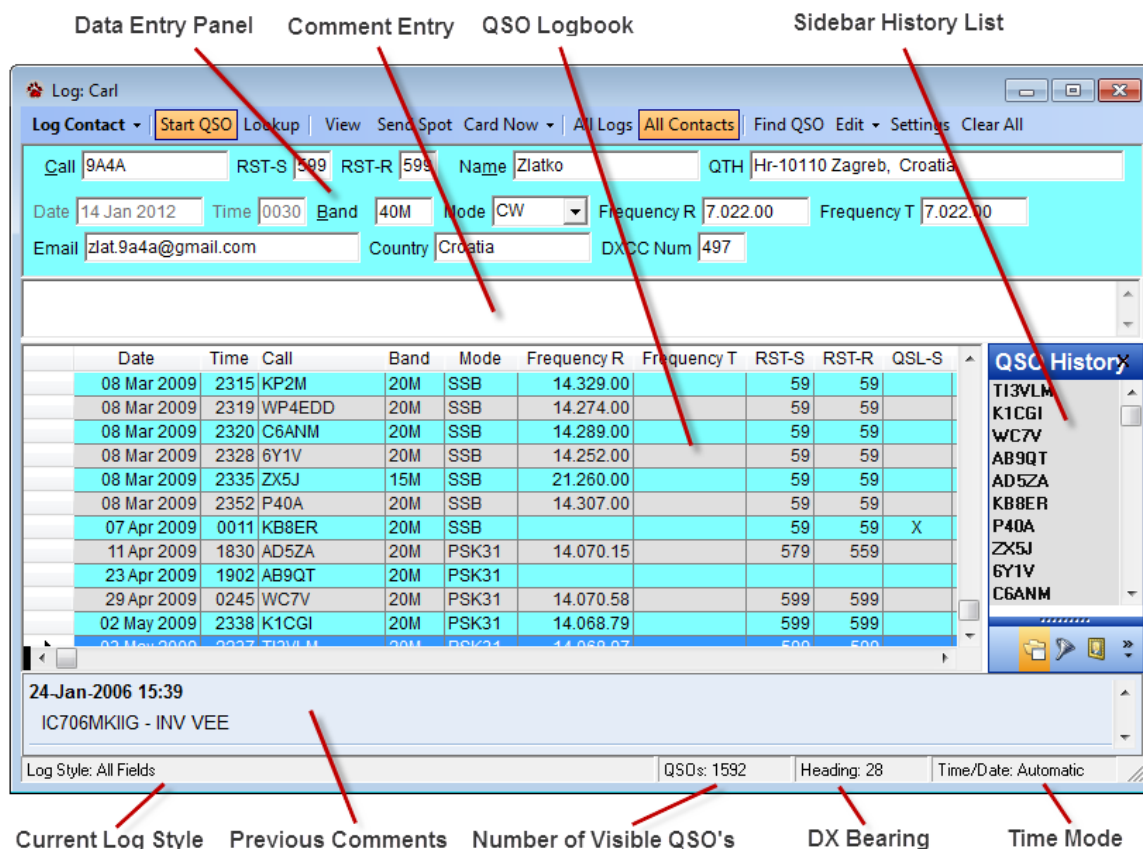 Data Entry Panel Comment Entry QSO Logbook Sidebar History List
Log: Carl
Log Contact Start QSO Lookup View Send Spot Card Now All Logs All Contacts Find QSO Edit Settings Clear All
Call 9A4A RST-S 599 RST-R 599 Name Zlatko QTH Hr-10110 Zagreb, Croatia
Date 14 Jan 2012 Time 0030 Band 40M Mode CW Frequency R 7.022.00 Frequency T 7.022.00
Email zlat.9a4a@gmail.com Country Croatia DXCC Num 497
Date Time Call Band Mode Frequency R Frequency T RST-S RST-R QSL-S
08 Mar 2009 2315 KP2M 20M SSB 14.329.00 59 59
08 Mar 2009 2319 WP4EDD 20M SSB 14.274.00 59 59
08 Mar 2009 2320 C6ANM 20M SSB 14.289.00 59 59
08 Mar 2009 2328 6Y1V 20M SSB 14.252.00 59 59
08 Mar 2009 2335 ZX5J 15M SSB 21.260.00 59 59
08 Mar 2009 2352 P40A 20M SSB 14.307.00 59 59
07 Apr 2009 0011 KB8ER 20M SSB 59 59 X
11 Apr 2009 1830 AD5ZA 20M PSK31 14.070.15 579 559
23 Apr 2009 1902 AB9QT 20M PSK31
29 Apr 2009 0245 WC7V 20M PSK31 14.070.58 599 599
02 May 2009 2338 K1CGI 20M PSK31 14.068.79 599 599
03 May 2009 2237 TI3VLM 20M PSK31 14.068.97 599 599
QSO History
TI3VLM
K1CGI
WC7V
AB9QT
AD5ZA
KB8ER
P40A
ZX5J
6Y1V
C6ANM
24-Jan-2006 15:39
IC706MKIIG - INV VEE
Log Style: All Fields QSOs: 1592 Heading: 28 Time/Date: Automatic
Current Log Style Previous Comments Number of Visible QSO's DX Bearing Time Mode